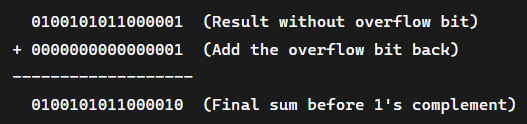 0100101011000001 (Result without overflow bit)
+ 0000000000000001 (Add the overflow bit back)
-------------------
0100101011000010 (Final sum before 1's complement)